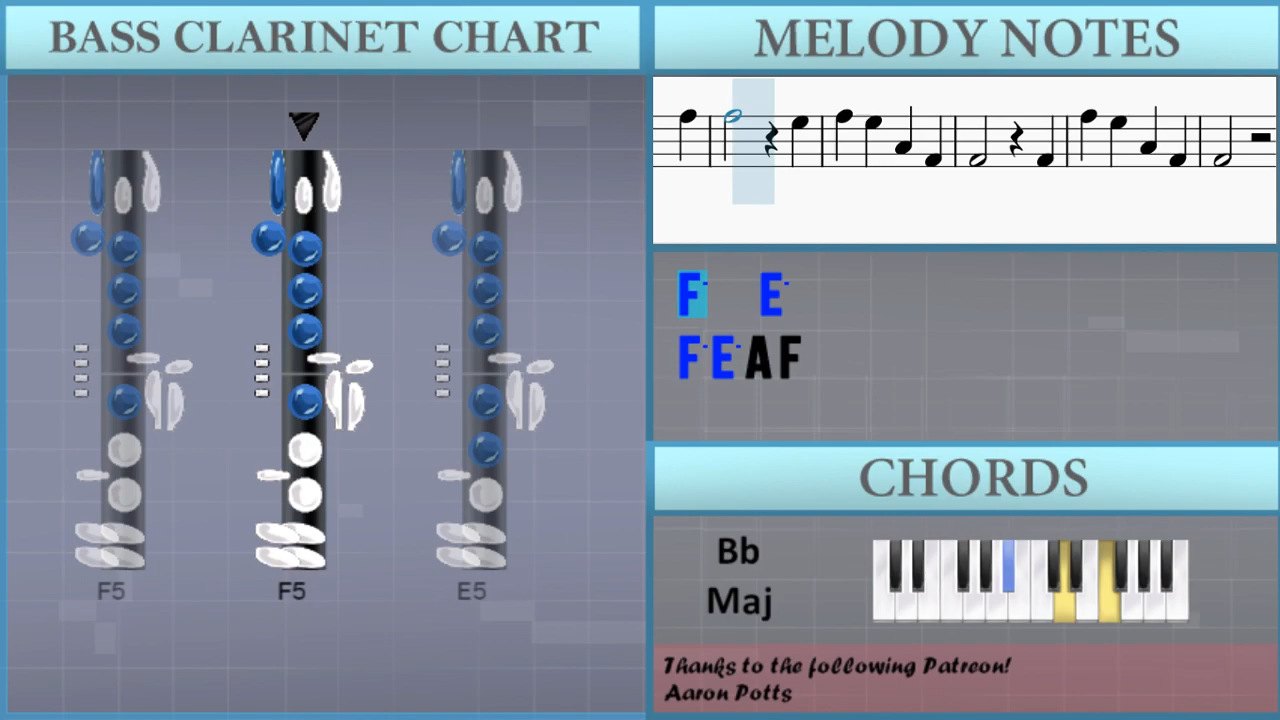 BASS CLARINET CHART
F5
F5
E5
MELODY NOTES
F· E·
F· E· A F
CHORDS
Bb
Maj
Thanks to the following Patreon!
Aaron Potts